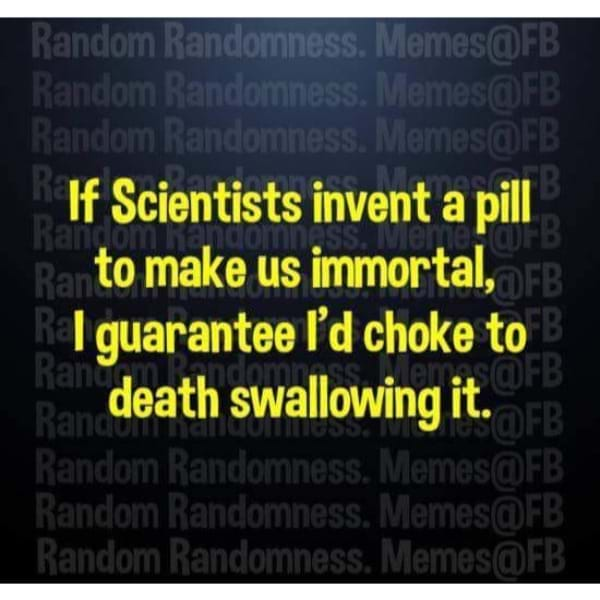 Random Randomness. Memes@FB
Random Randomness. Memes@FB
Random Randomness. Memes@FB
If Scientists invent a pill
to make us immortal,
I guarantee I'd choke to
death swallowing it.
Random Randomness. Memes@FB
Random Randomness. Memes@FB
Random Randomness. Memes@FB